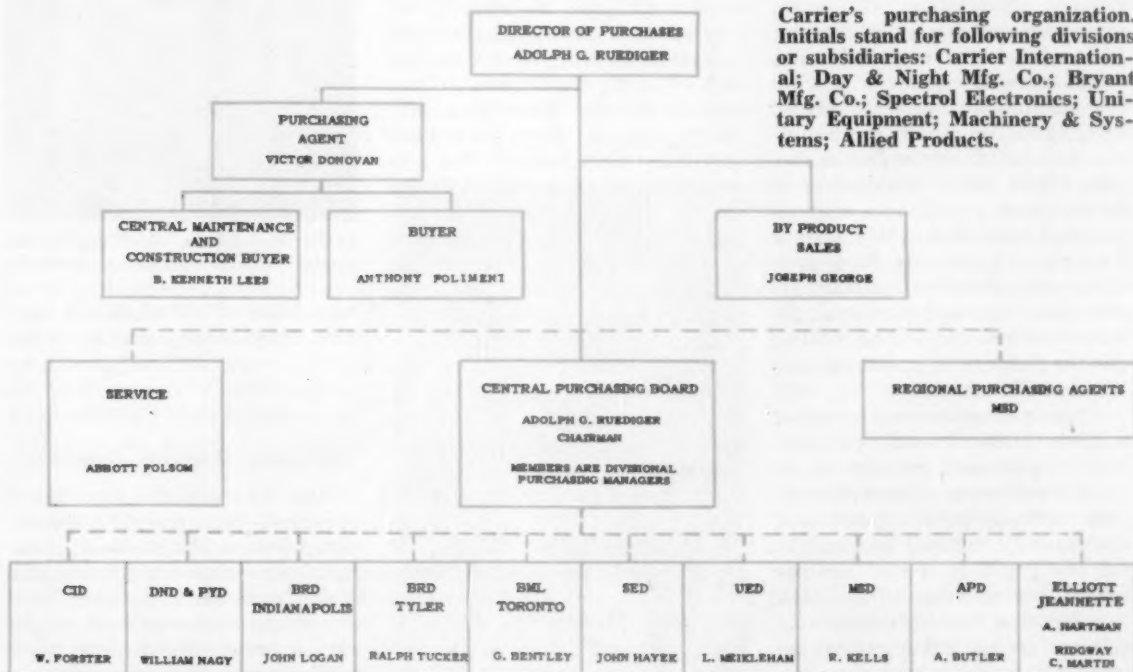 Carrier's purchasing organization.
Initials stand for following divisions
or subsidiaries: Carrier Internation-
al; Day & Night Mfg. Co.; Bryant
Mfg. Co.; Spectrol Electronics; Uni-
tary Equipment; Machinery & Sys-
tems; Allied Products.
DIRECTOR OF PURCHASES
ADOLPH G. RUEDIGER
PURCHASING
AGENT
VICTOR DONOVAN
CENTRAL MAINTENANCE
AND
CONSTRUCTION BUYER
B. KENNETH LEES
BUYER
ANTHONY POLIMENI
BY PRODUCT
SALES
JOSEPH GEORGE
SERVICE
ABBOTT FOLSOM
CENTRAL PURCHASING BOARD
ADOLPH G. RUEDIGER
CHAIRMAN
MEMBERS ARE DIVISIONAL
PURCHASING MANAGERS
REGIONAL PURCHASING AGENTS
MSD
CID
W. FORSTER
DND & PYD
WILLIAM NAGY
BRD
INDIANAPOLIS
JOHN LOGAN
BRD
TYLER
RALPH TUCKER
BML
TORONTO
G. BENTLEY
SED
JOHN HAYEK
UED
L. MEIKLEHAM
MSD
R. KELLS
APD
A. BUTLER
ELLIOTT
JEANNETTE
A. HARTMAN
RIDGWAY
C. MARTIN